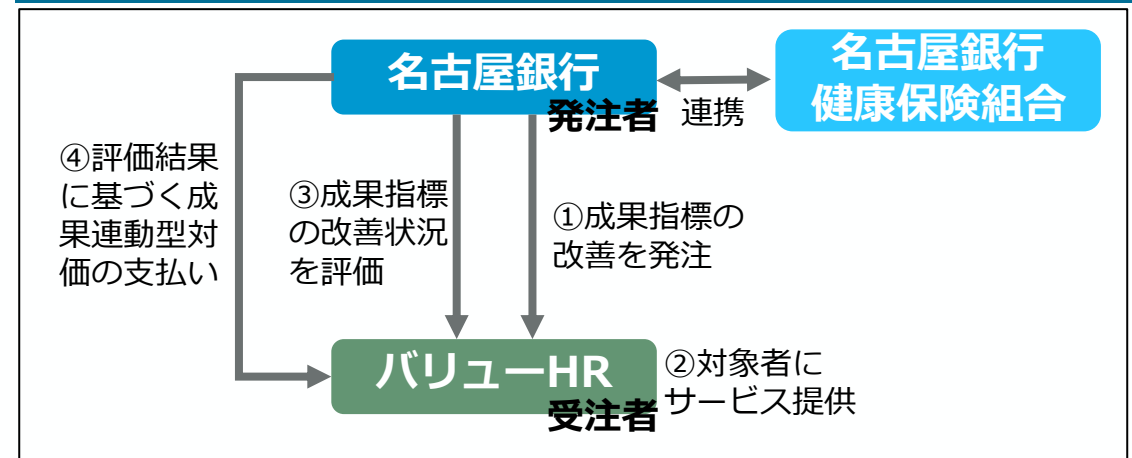 名古屋銀行
発注者
連携
名古屋銀行
健康保険組合
④評価結果
に基づく成
果連動型対
価の支払い
③成果指標
の改善状況
を評価
①成果指標の
改善を発注
バリューHR
受注者
②対象者に
サービス提供